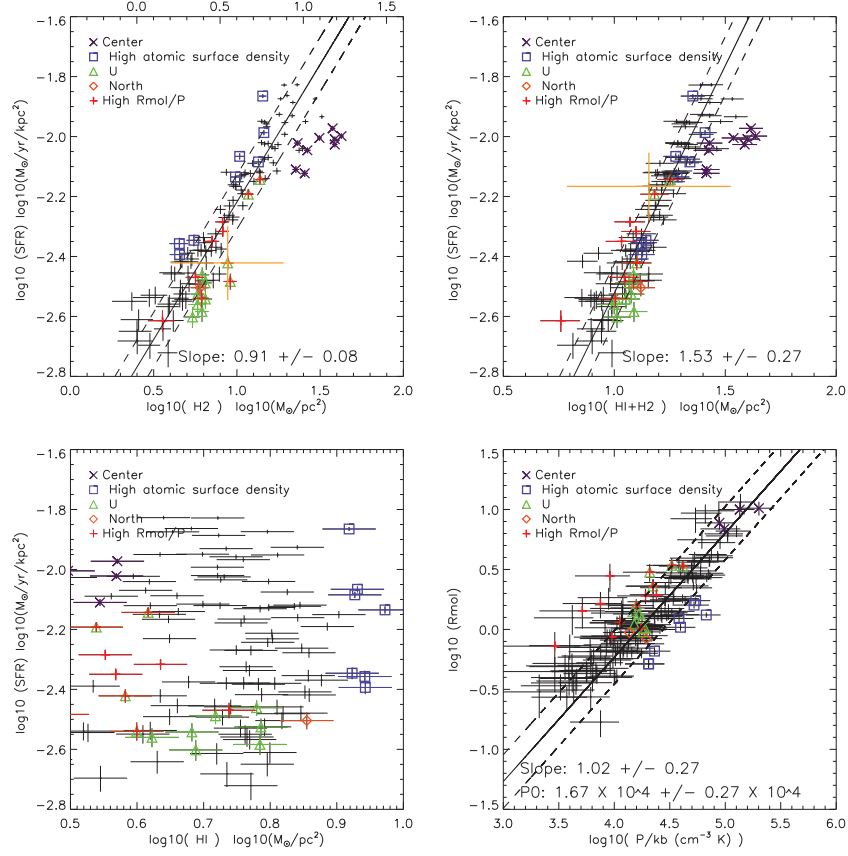 0.0 0.5 1.0 1.5
-1.6
-1.8
-2.0
-2.2
-2.4
-2.6
-2.8
log10 (SFR) log10(M⊙/yr/kpc²)
Center
High atomic surface density
U
North
High Rmol/P
Slope: 0.91 +/- 0.08
0.0 0.5 1.0 1.5 2.0
log10( H2 ) log10(M⊙/pc²)
-1.6
-1.8
-2.0
-2.2
-2.4
-2.6
-2.8
log10 (SFR) log10(M⊙/yr/kpc²)
Center
High atomic surface density
U
North
High Rmol/P
Slope: 1.53 +/- 0.27
0.5 1.0 1.5 2.0
log10( HI+H2 ) log10(M⊙/pc²)
-1.6
-1.8
-2.0
-2.2
-2.4
-2.6
-2.8
log10 (SFR) log10(M⊙/yr/kpc²)
Center
High atomic surface density
U
North
High Rmol/P
0.5 0.6 0.7 0.8 0.9 1.0
log10( HI ) log10(M⊙/pc²)
1.5
1.0
0.5
0.0
-0.5
-1.0
-1.5
log10 (Rmol)
Center
High atomic surface density
U
North
High Rmol/P
Slope: 1.02 +/- 0.27
P0: 1.67 X 10^4 +/- 0.27 X 10^4
3.0 3.5 4.0 4.5 5.0 5.5 6.0
log10( P/kb (cm⁻³ K) )